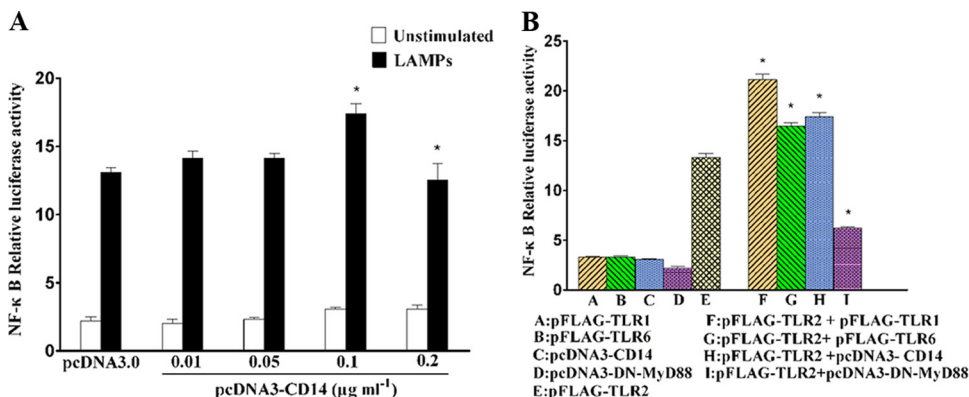 A
Unstimulated
LAMPs
NF-κ B Relative luciferase activity
20
15
10
5
0
*
*
pcDNA3.0 0.01 0.05 0.1 0.2
pcDNA3-CD14 (μg ml-1)
B
NF-κ B Relative luciferase activity
25
20
15
10
5
0
*
*
*
*
A B C D E F G H I
A:pFLAG-TLR1
B:pFLAG-TLR6
C:pcDNA3-CD14
D:pcDNA3-DN-MyD88
E:pFLAG-TLR2
F:pFLAG-TLR2 + pFLAG-TLR1
G:pFLAG-TLR2+ pFLAG-TLR6
H:pFLAG-TLR2 +pcDNA3- CD14
I:pFLAG-TLR2+pcDNA3-DN-MyD88